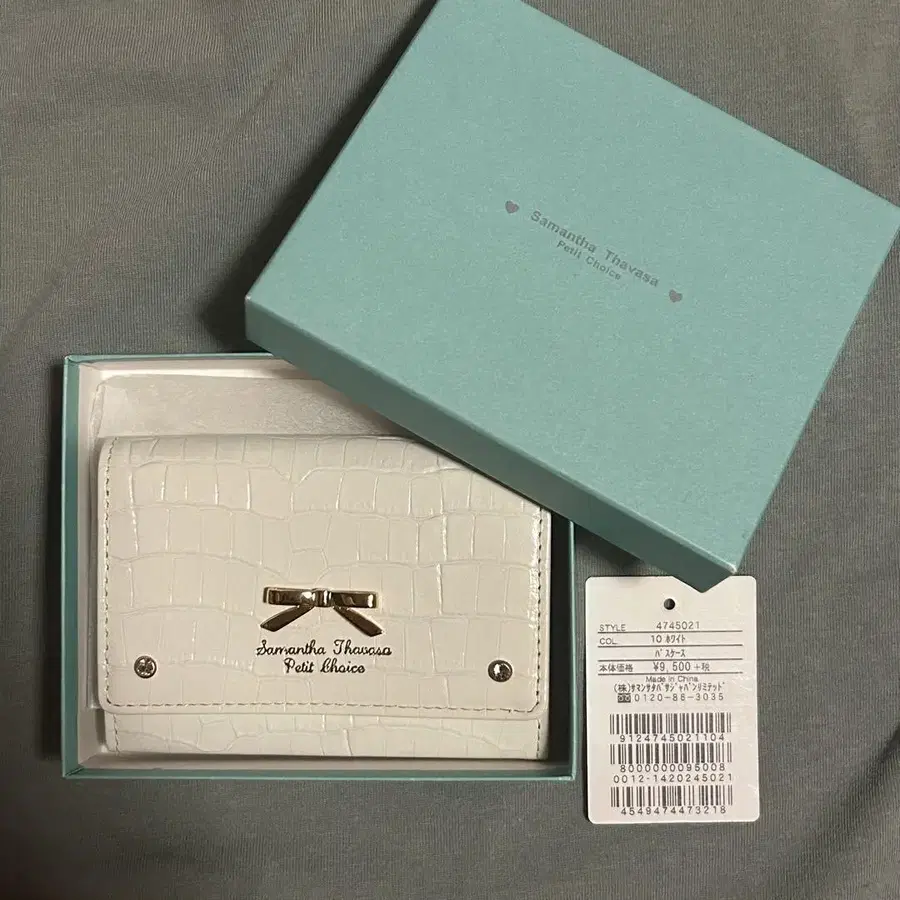 Samantha Thavasa
Petit Choice
Samantha Thavasa
Petit Choice
STYLE 4745021
COL. 10 ﾎﾜｲﾄ
ﾊﾟｽｹｰｽ
本体価格 ¥9,500 +税
Made in China
(株)ｻﾏﾝｻﾀﾊﾞｻｼﾞｬﾊﾟﾝﾘﾐﾃｯﾄﾞ
0120-88-3035
9124745021104
8000000095008
0012-1420245021
4549474473218